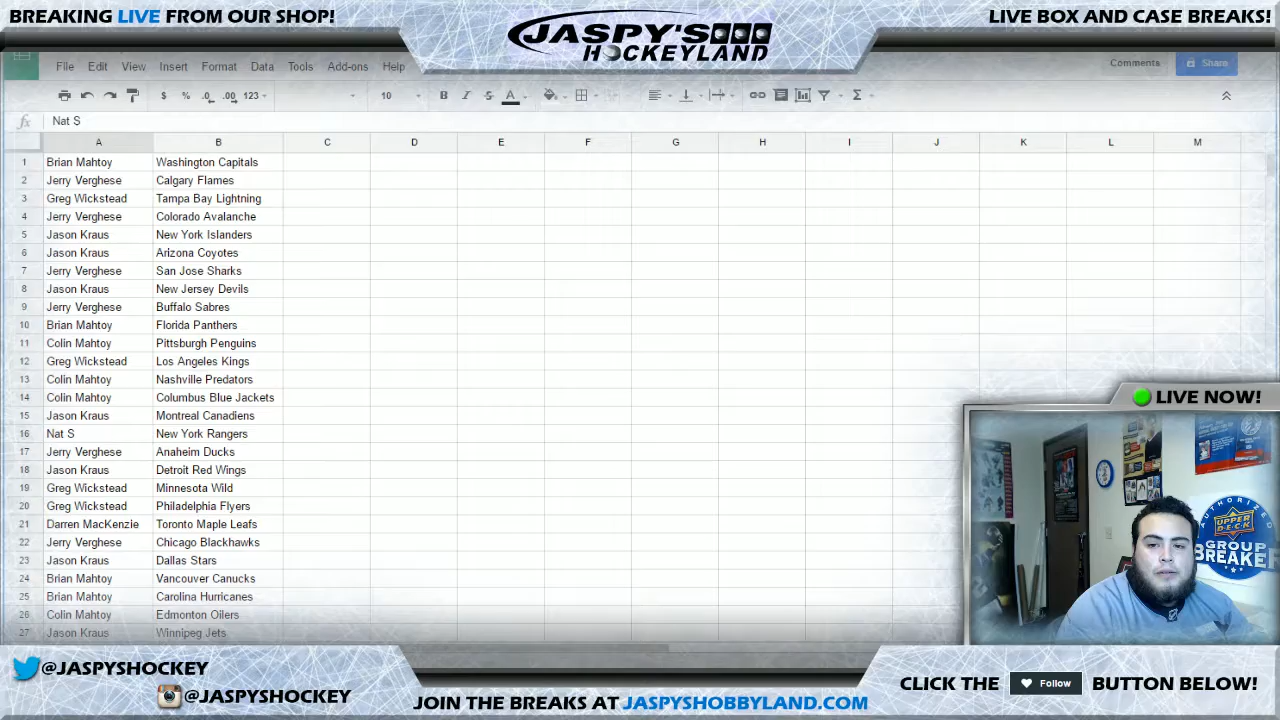 BREAKING LIVE FROM OUR SHOP!
JASPY'S
HOCKEYLAND
LIVE BOX AND CASE BREAKS!
File Edit View Insert Format Data Tools Add-ons Help
Comments Share
$ % .0 .00 123 10 B I S A Σ
fx Nat S
A B C D E F G H I J K L M
1 Brian Mahtoy Washington Capitals
2 Jerry Verghese Calgary Flames
3 Greg Wickstead Tampa Bay Lightning
4 Jerry Verghese Colorado Avalanche
5 Jason Kraus New York Islanders
6 Jason Kraus Arizona Coyotes
7 Jerry Verghese San Jose Sharks
8 Jason Kraus New Jersey Devils
9 Jerry Verghese Buffalo Sabres
10 Brian Mahtoy Florida Panthers
11 Colin Mahtoy Pittsburgh Penguins
12 Greg Wickstead Los Angeles Kings
13 Colin Mahtoy Nashville Predators
14 Colin Mahtoy Columbus Blue Jackets
15 Jason Kraus Montreal Canadiens
16 Nat S New York Rangers
17 Jerry Verghese Anaheim Ducks
18 Jason Kraus Detroit Red Wings
19 Greg Wickstead Minnesota Wild
20 Greg Wickstead Philadelphia Flyers
21 Darren MacKenzie Toronto Maple Leafs
22 Jerry Verghese Chicago Blackhawks
23 Jason Kraus Dallas Stars
24 Brian Mahtoy Vancouver Canucks
25 Brian Mahtoy Carolina Hurricanes
26 Colin Mahtoy Edmonton Oilers
27 Jason Kraus Winnipeg Jets
LIVE NOW!
AUTHORIZED
UPPER DECK
GROUP
BREAKER
@JASPYSHOCKEY
@JASPYSHOCKEY
JOIN THE BREAKS AT JASPYSHOBBYLAND.COM
CLICK THE Follow BUTTON BELOW!